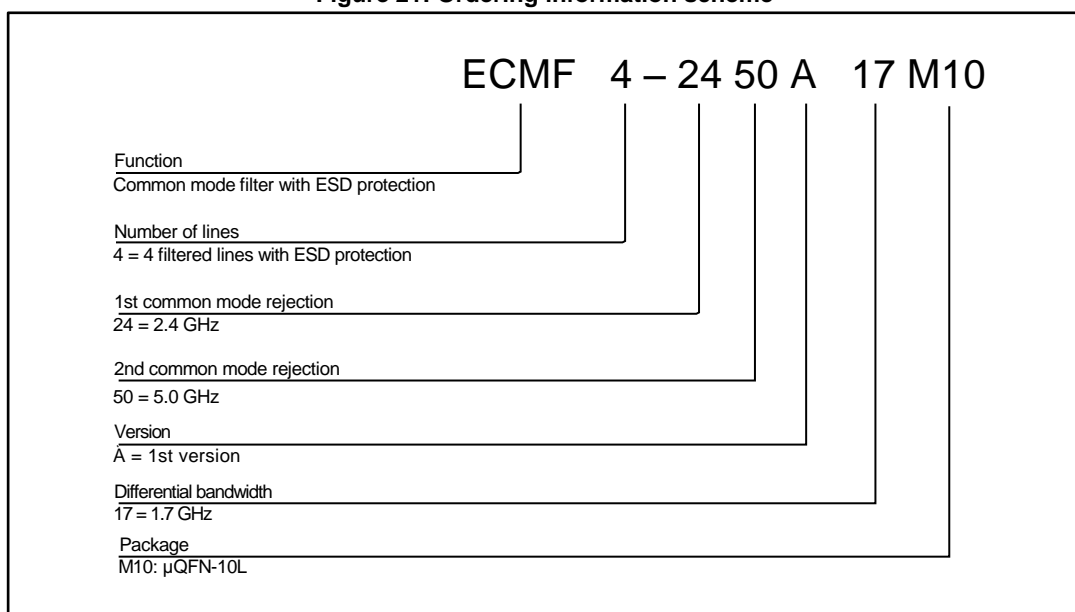 Figure 21. Ordering information scheme
ECMF 4 – 24 50 A 17 M10
Function
Common mode filter with ESD protection
Number of lines
4 = 4 filtered lines with ESD protection
1st common mode rejection
24 = 2.4 GHz
2nd common mode rejection
50 = 5.0 GHz
Version
A = 1st version
Differential bandwidth
17 = 1.7 GHz
Package
M10: µQFN-10L